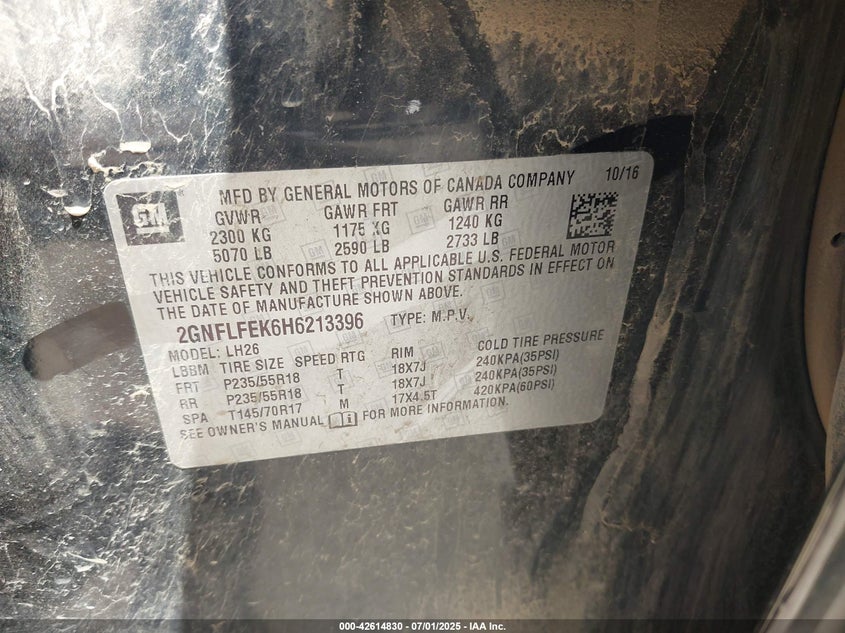 GM
MFD BY GENERAL MOTORS OF CANADA COMPANY 10/16
GVWR GAWR FRT GAWR RR
2300 KG 1175 KG 1240 KG
5070 LB 2590 LB 2733 LB
THIS VEHICLE CONFORMS TO ALL APPLICABLE U.S. FEDERAL MOTOR
VEHICLE SAFETY AND THEFT PREVENTION STANDARDS IN EFFECT ON
THE DATE OF MANUFACTURE SHOWN ABOVE.
2GNFLFEK6H6213396 TYPE: M.P.V.
MODEL: LH26
LBBM TIRE SIZE SPEED RTG RIM COLD TIRE PRESSURE
FRT P235/55R18 T 18X7J 240KPA(35PSI)
RR P235/55R18 T 18X7J 240KPA(35PSI)
SPA T145/70R17 M 17X4.5T 420KPA(60PSI)
SEE OWNER'S MANUAL FOR MORE INFORMATION.
000-42614830 - 07/01/2025 - IAA Inc.